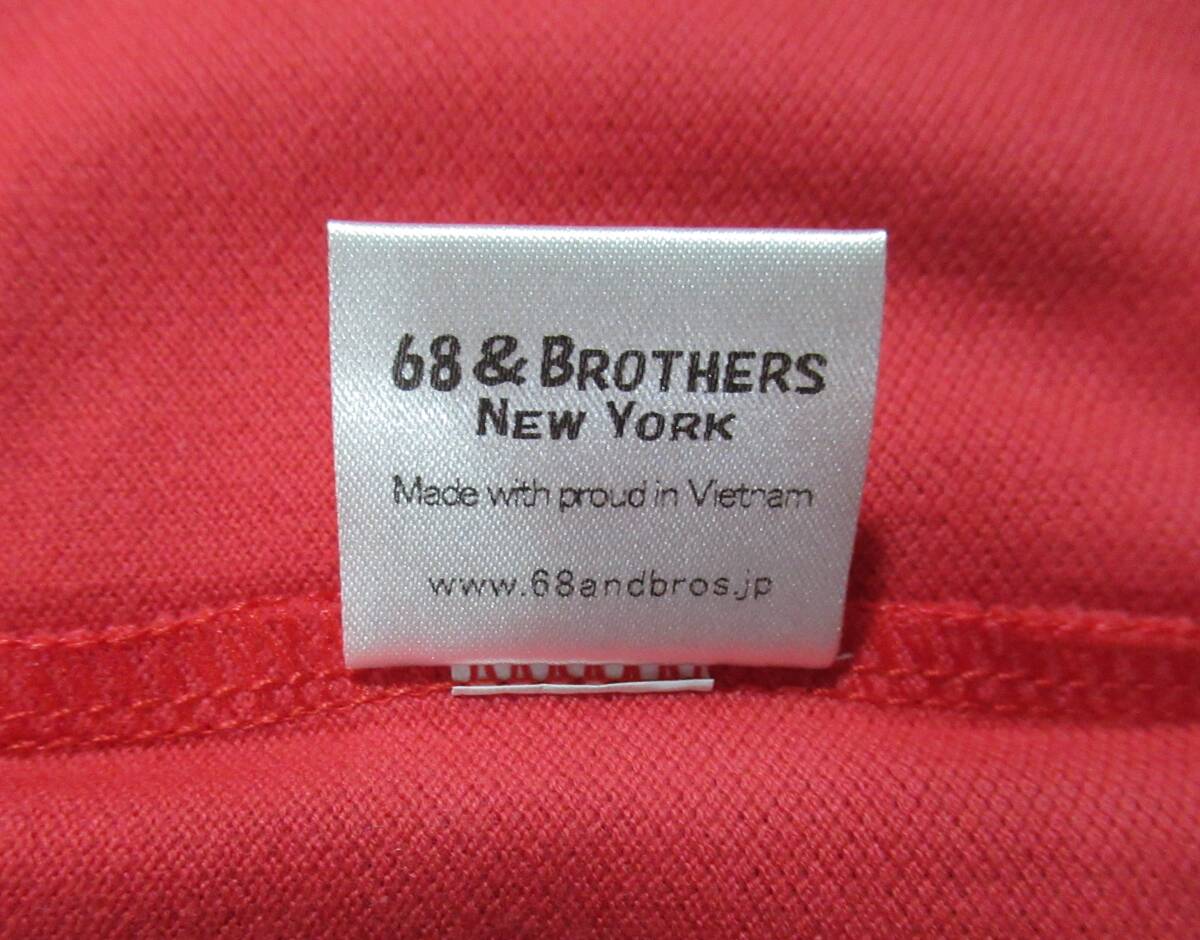 68 & BROTHERS
NEW YORK
Made with proud in Vietnam
www.68andbros.jp